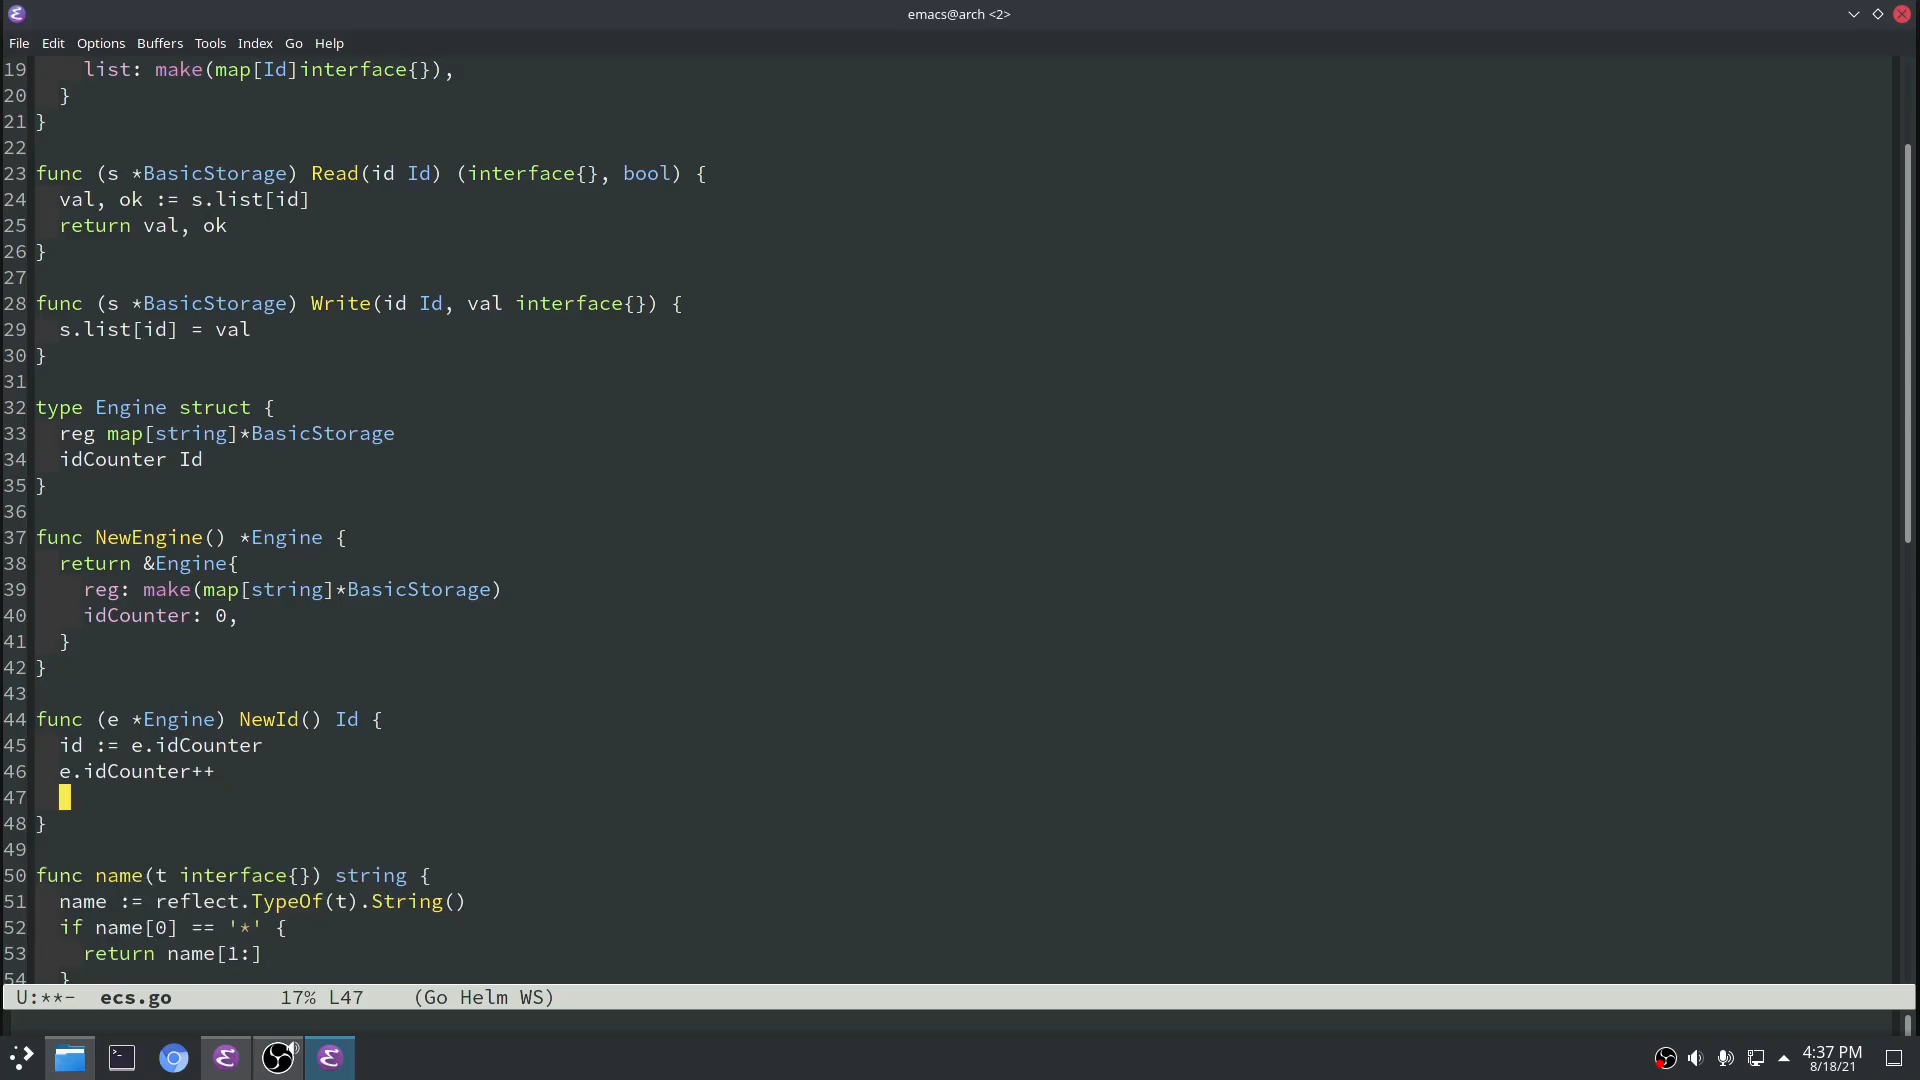 emacs@arch <2>
File Edit Options Buffers Tools Index Go Help
19     list: make(map[Id]interface{}),
20   }
21 }
22
23 func (s *BasicStorage) Read(id Id) (interface{}, bool) {
24   val, ok := s.list[id]
25   return val, ok
26 }
27
28 func (s *BasicStorage) Write(id Id, val interface{}) {
29   s.list[id] = val
30 }
31
32 type Engine struct {
33   reg map[string]*BasicStorage
34   idCounter Id
35 }
36
37 func NewEngine() *Engine {
38   return &Engine{
39     reg: make(map[string]*BasicStorage)
40     idCounter: 0,
41   }
42 }
43
44 func (e *Engine) NewId() Id {
45   id := e.idCounter
46   e.idCounter++
47
48 }
49
50 func name(t interface{}) string {
51   name := reflect.TypeOf(t).String()
52   if name[0] == '*' {
53     return name[1:]
54   }
U:**-  ecs.go         17% L47    (Go Helm WS)
4:37 PM
8/18/21